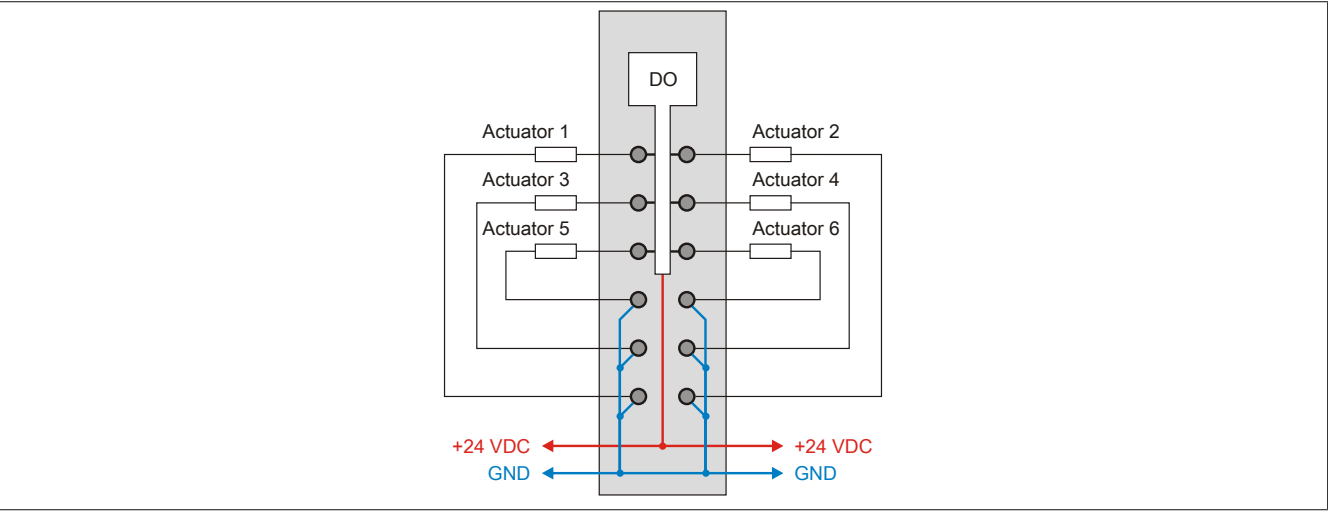 DO
Actuator 1
Actuator 2
Actuator 3
Actuator 4
Actuator 5
Actuator 6
+24 VDC
+24 VDC
GND
GND